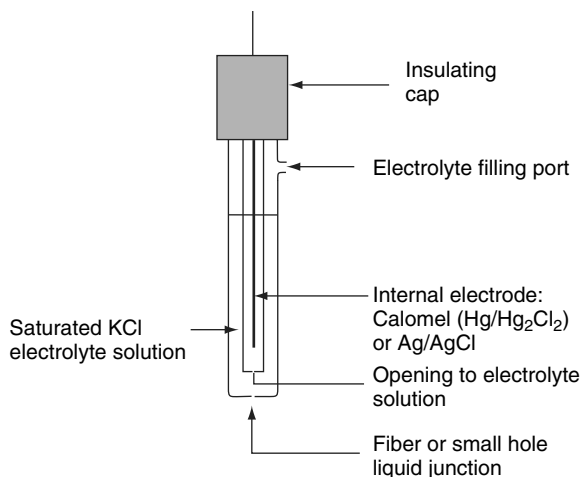 Insulating
cap
Electrolyte filling port
Internal electrode:
Calomel (Hg/Hg₂Cl₂)
or Ag/AgCl
Saturated KCl
electrolyte solution
Opening to electrolyte
solution
Fiber or small hole
liquid junction